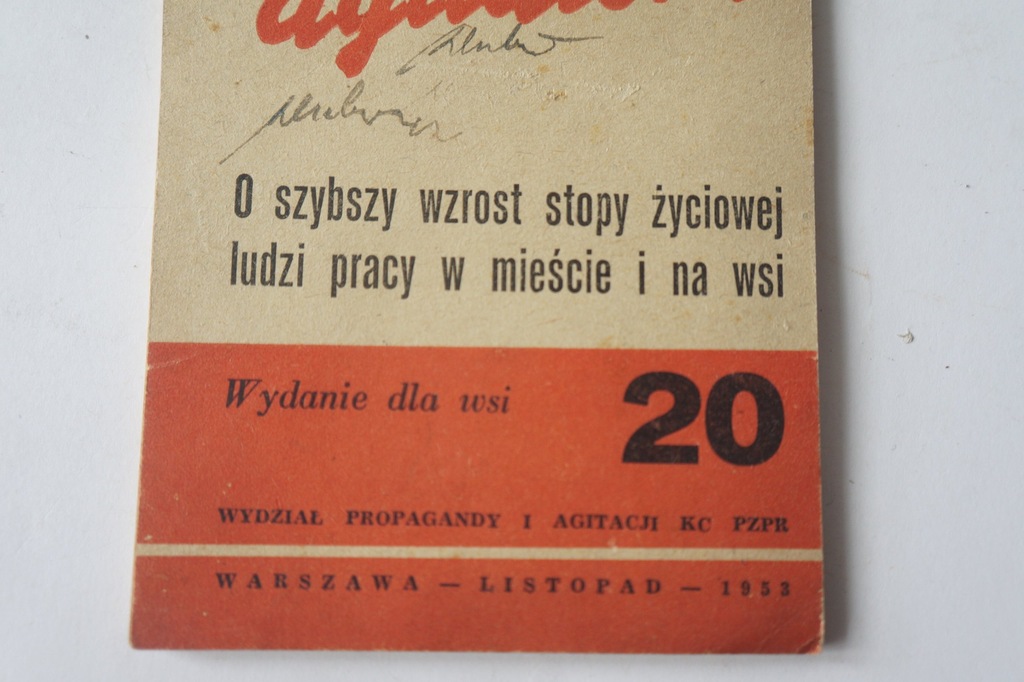 O szybszy wzrost stopy życiowej
ludzi pracy w mieście i na wsi
Wydanie dla wsi
20
WYDZIAŁ PROPAGANDY I AGITACJI KC PZPR
WARSZAWA — LISTOPAD — 1953